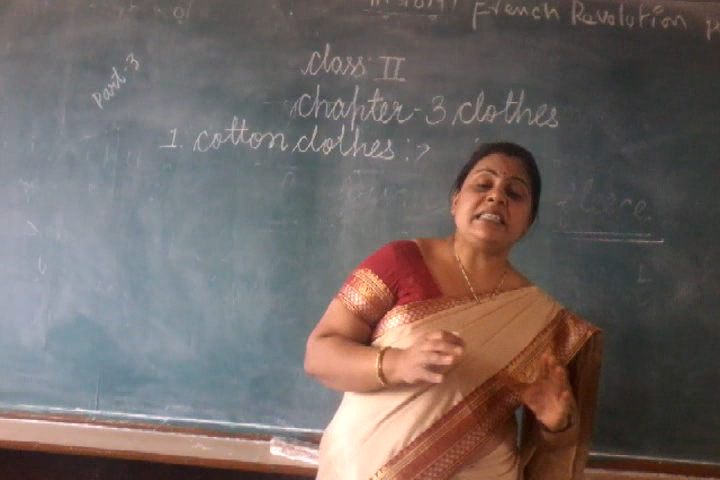 French Revolution
Part-3
class II
chapter-3 clothes
1. cotton clothes :->